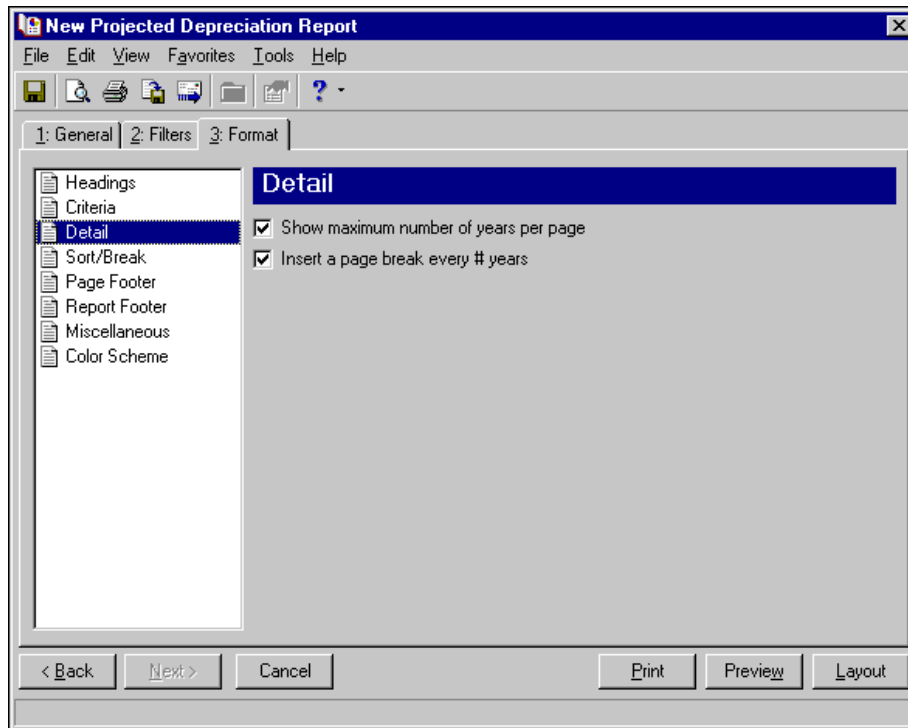 New Projected Depreciation Report
File Edit View Favorites Tools Help
1: General 2: Filters 3: Format
Headings
Criteria
Detail
Sort/Break
Page Footer
Report Footer
Miscellaneous
Color Scheme
Detail
Show maximum number of years per page
Insert a page break every # years
< Back Next > Cancel Print Preview Layout